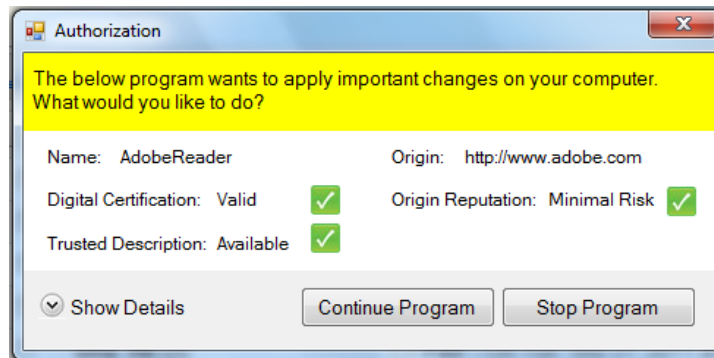 Authorization
The below program wants to apply important changes on your computer.
What would you like to do?
Name: AdobeReader Origin: http://www.adobe.com
Digital Certification: Valid Origin Reputation: Minimal Risk
Trusted Description: Available
Show Details Continue Program Stop Program